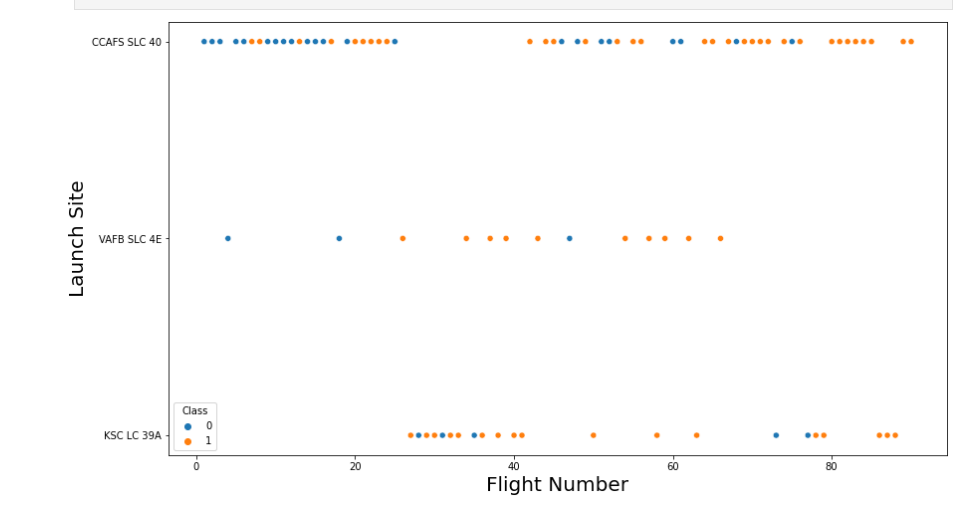 CCAFS SLC 40
VAFB SLC 4E
KSC LC 39A
Launch Site
Class
0
1
0 20 40 60 80
Flight Number